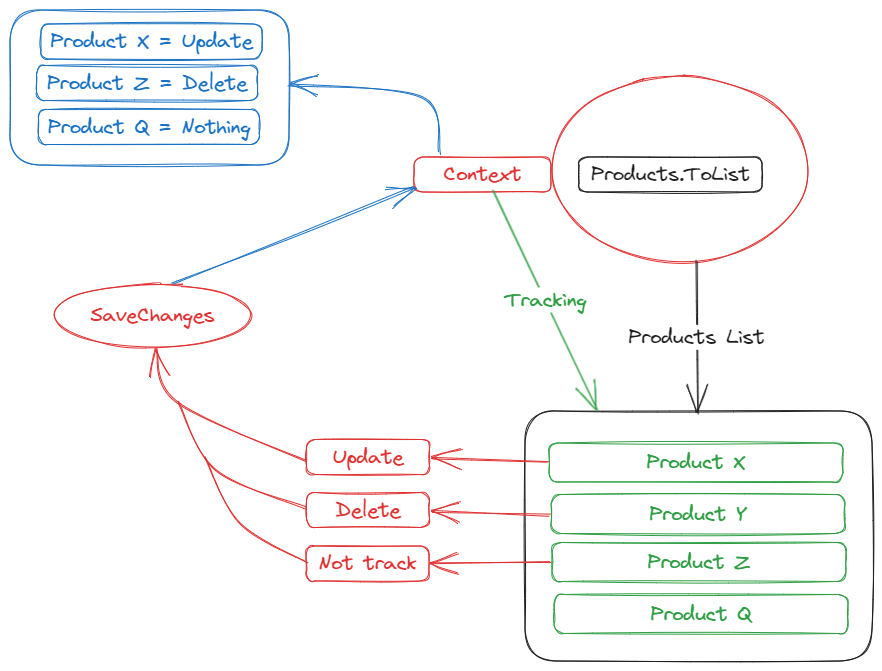 Product X = Update
Product Z = Delete
Product Q = Nothing
Context
Products.ToList
Tracking
SaveChanges
Products List
Update
Product X
Delete
Product Y
Not track
Product Z
Product Q